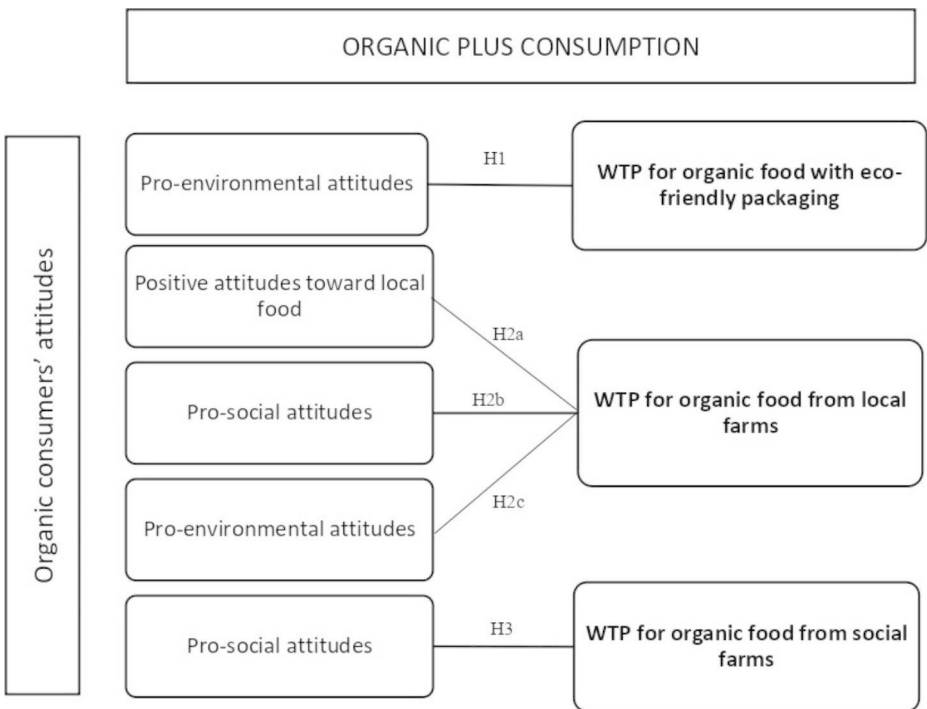 ORGANIC PLUS CONSUMPTION
Organic consumers’ attitudes
Pro-environmental attitudes
H1
WTP for organic food with eco-
friendly packaging
Positive attitudes toward local
food
H2a
Pro-social attitudes
H2b
WTP for organic food from local
farms
Pro-environmental attitudes
H2c
Pro-social attitudes
H3
WTP for organic food from social
farms